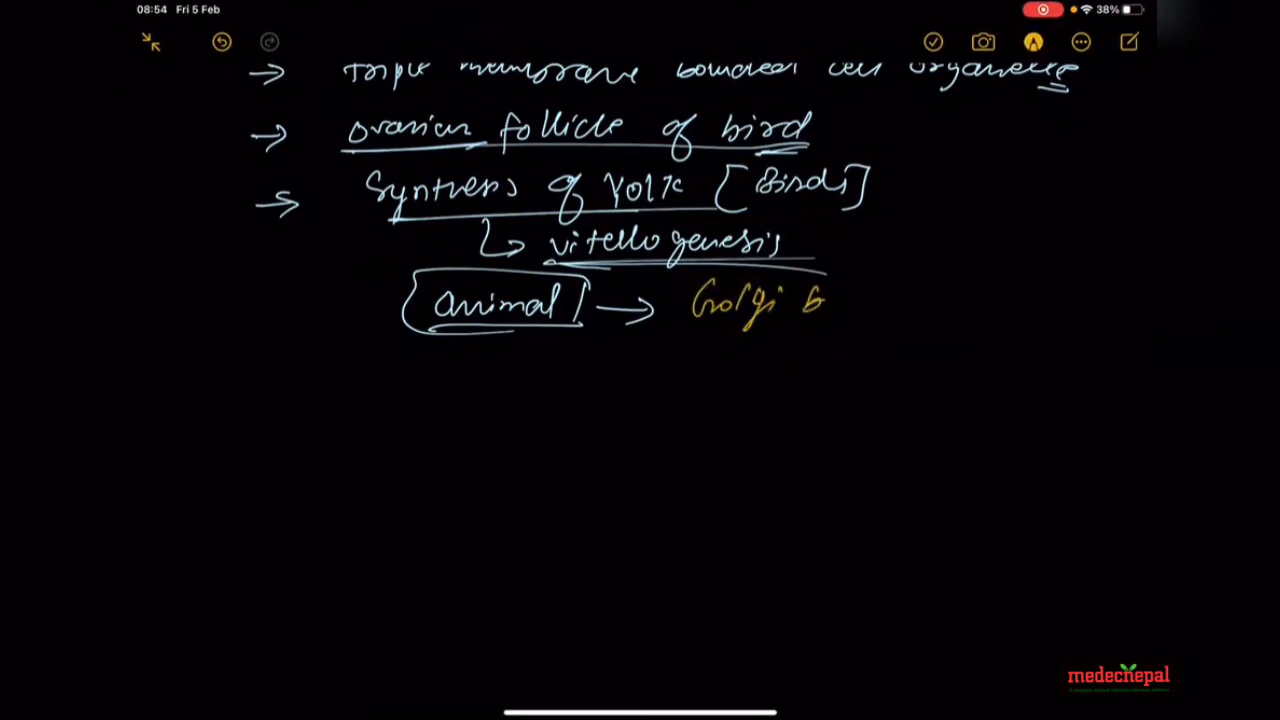 08:54 Fri 5 Feb 38%
→ Triple membrane bounded cell organelle
→ ovarian follicle of bird
→ Synthesis of Yolk [Birds]
↳ vitellogenesis
[animal] → Golgi b
medecnepal